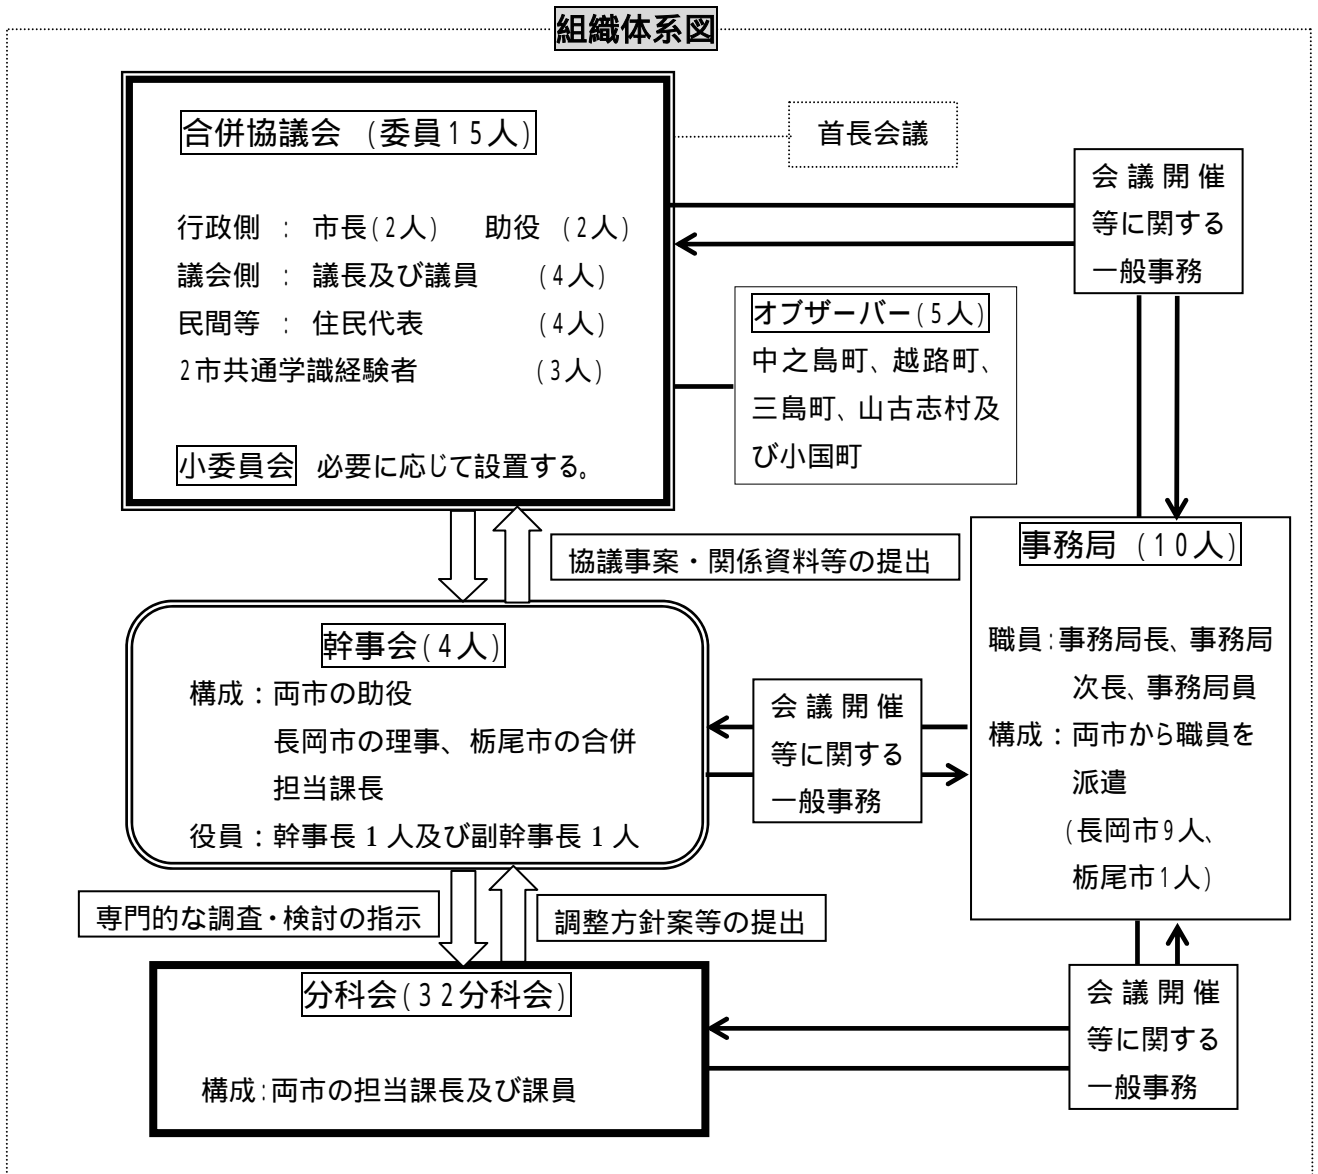 組織体系図
合併協議会 (委員15人)
行政側 : 市長(2人) 助役 (2人)
議会側 : 議長及び議員 (4人)
民間等 : 住民代表 (4人)
2市共通学識経験者 (3人)
小委員会 必要に応じて設置する。
首長会議
会議開催
等に関する
一般事務
オブザーバー(5人)
中之島町、越路町、
三島町、山古志村及
び小国町
協議事案・関係資料等の提出
事務局 (10人)
職員:事務局長、事務局
次長、事務局員
構成:両市から職員を
派遣
(長岡市9人、
栃尾市1人)
幹事会(4人)
構成:両市の助役
長岡市の理事、栃尾市の合併
担当課長
役員:幹事長1人及び副幹事長1人
会議開催
等に関する
一般事務
専門的な調査・検討の指示
調整方針案等の提出
分科会(32分科会)
構成:両市の担当課長及び課員
会議開催
等に関する
一般事務